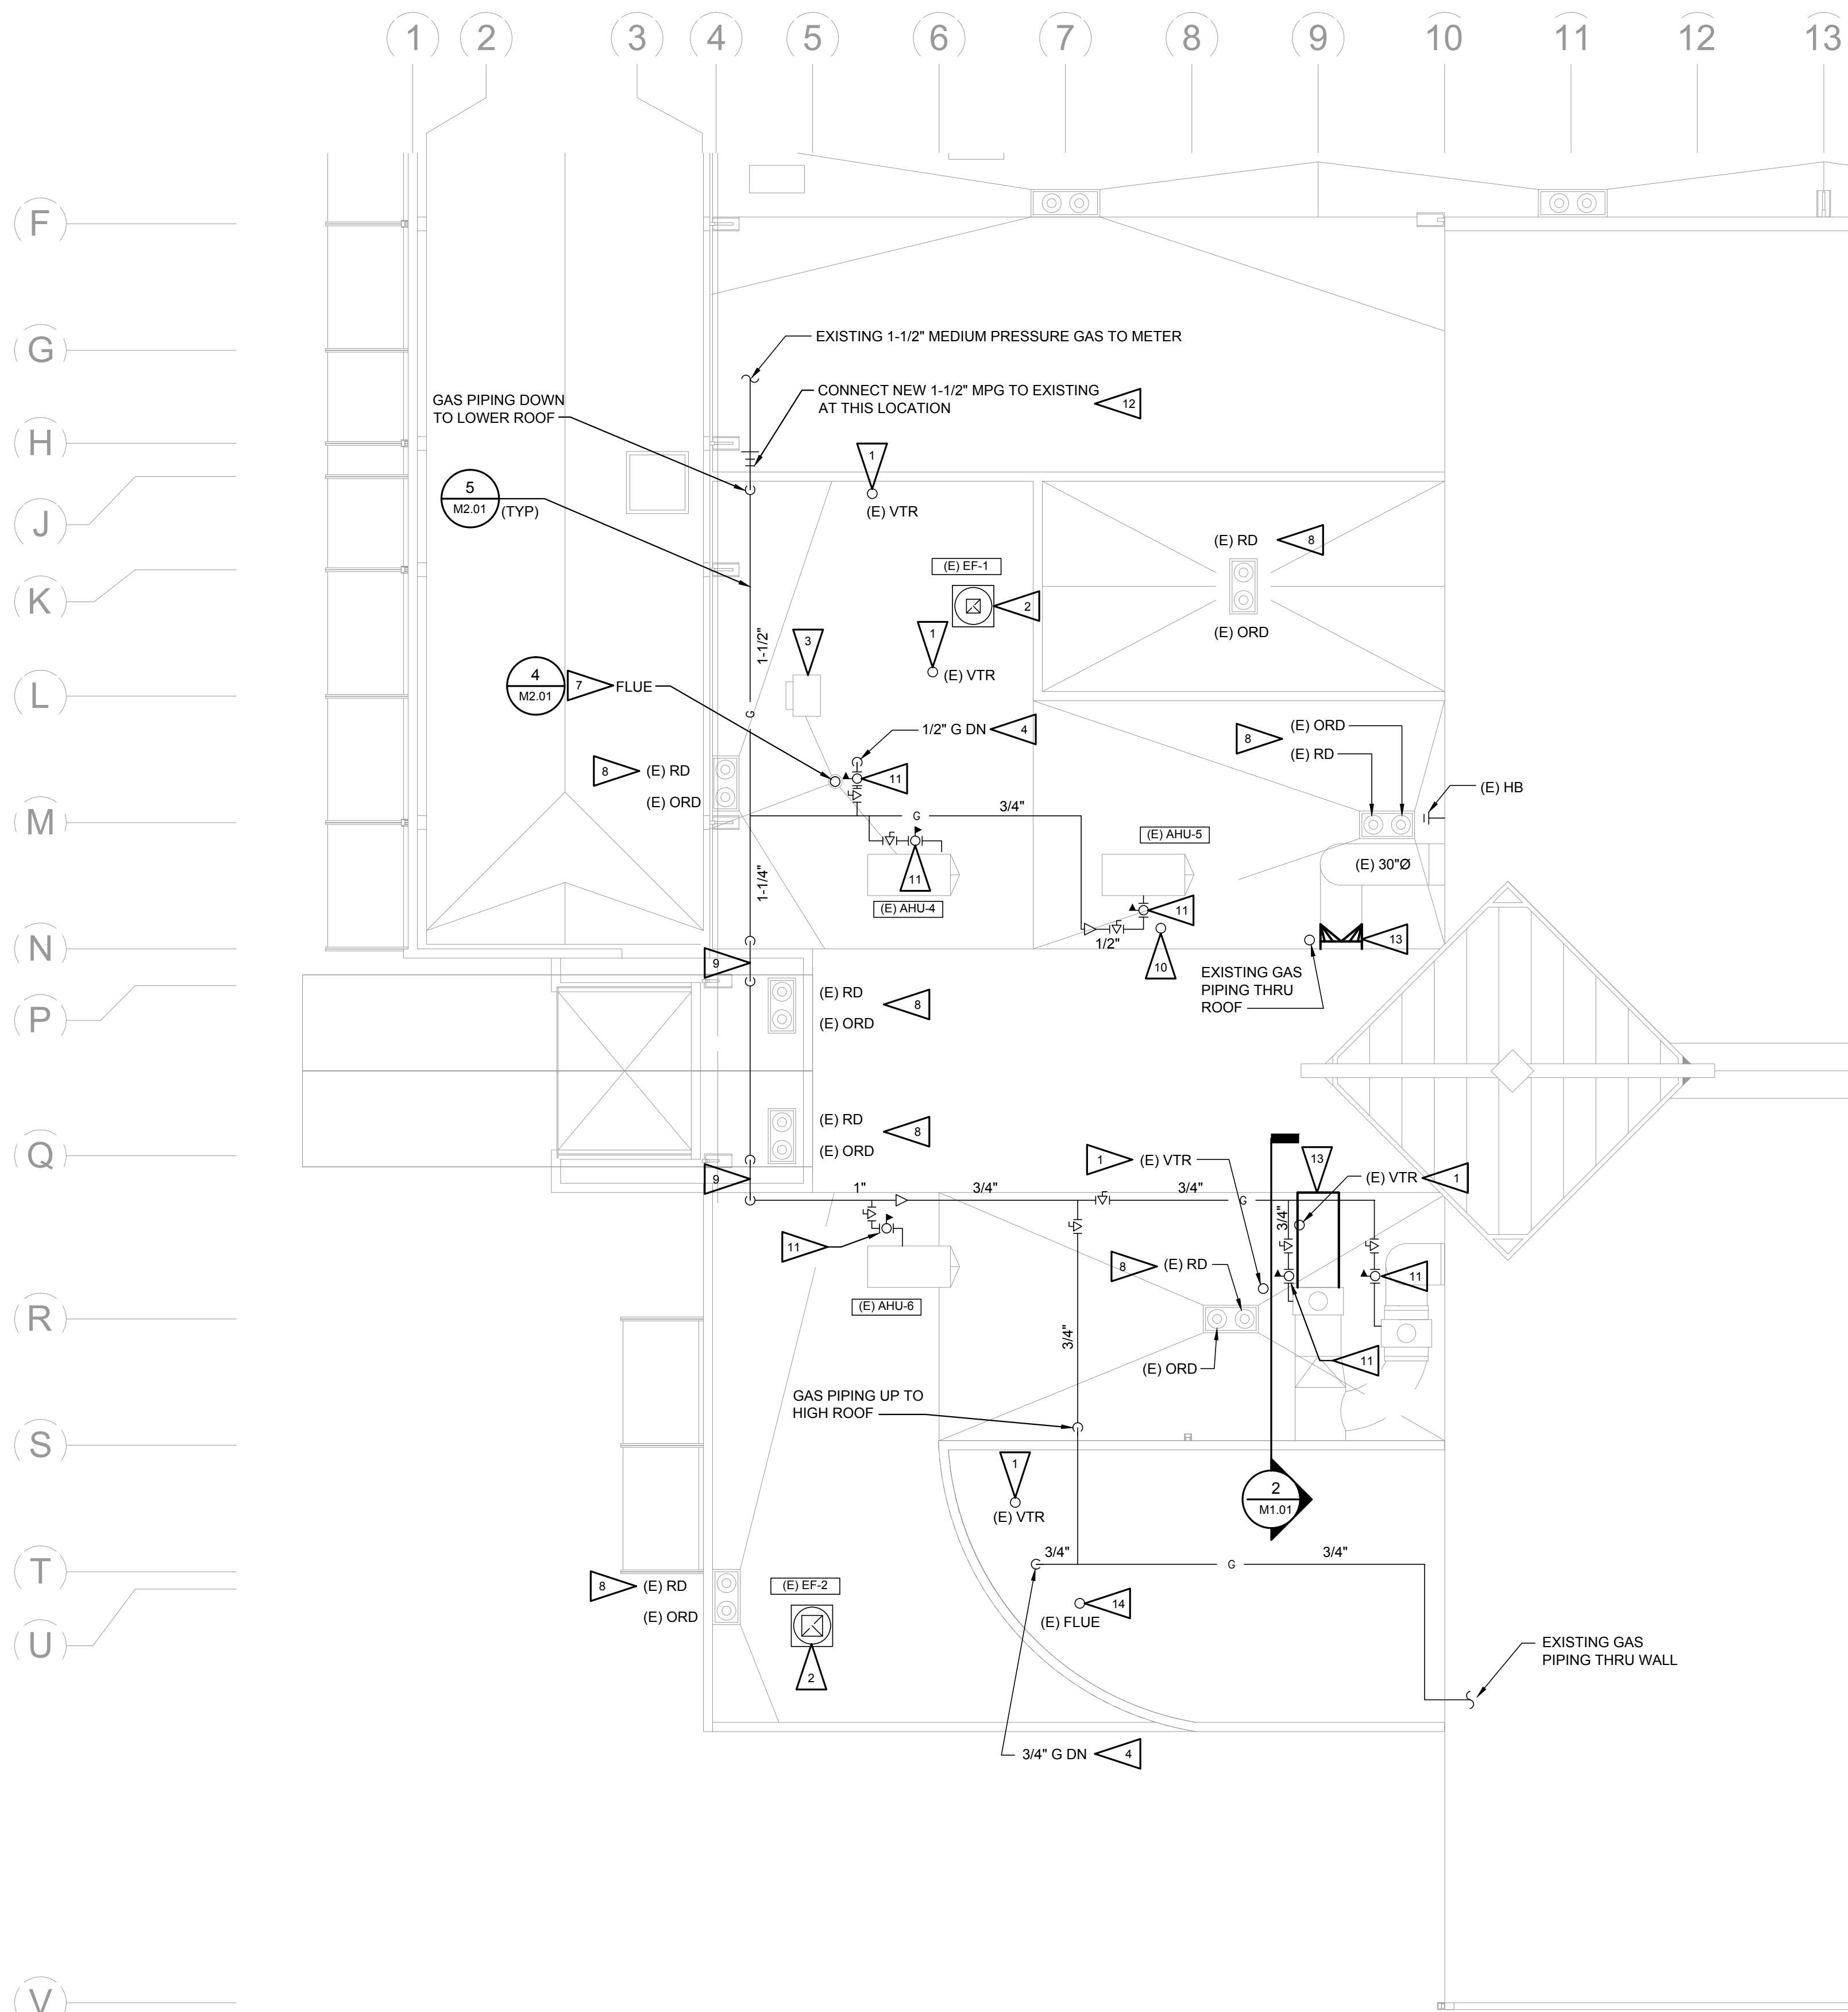 1 2 3 4 5 6 7 8 9 10 11 12 13
F
G
EXISTING 1-1/2" MEDIUM PRESSURE GAS TO METER
CONNECT NEW 1-1/2" MPG TO EXISTING
AT THIS LOCATION
12
GAS PIPING DOWN
TO LOWER ROOF
H
1
(E) VTR
5
M2.01
(TYP)
J
(E) RD
8
(E) ORD
(E) EF-1
2
K
1
(E) VTR
3
1-1/2"
G
L
4
M2.01
7
FLUE
1/2" G DN
4
8
(E) ORD
(E) RD
8
(E) RD
(E) ORD
11
(E) HB
M
G
3/4"
(E) AHU-5
11
(E) AHU-4
1-1/4"
(E) 30"Ø
11
1/2"
10
13
N
9
EXISTING GAS
PIPING THRU
ROOF
P
(E) RD
(E) ORD
8
Q
(E) RD
(E) ORD
8
1
(E) VTR
13
(E) VTR
1
9
1"
3/4"
3/4"
G
3/4"
11
8
(E) RD
11
(E) AHU-6
R
3/4"
(E) ORD
11
GAS PIPING UP TO
HIGH ROOF
S
1
(E) VTR
2
M1.01
T
3/4"
G
3/4"
8
(E) RD
(E) ORD
(E) EF-2
2
14
(E) FLUE
U
EXISTING GAS
PIPING THRU WALL
3/4" G DN
4
V